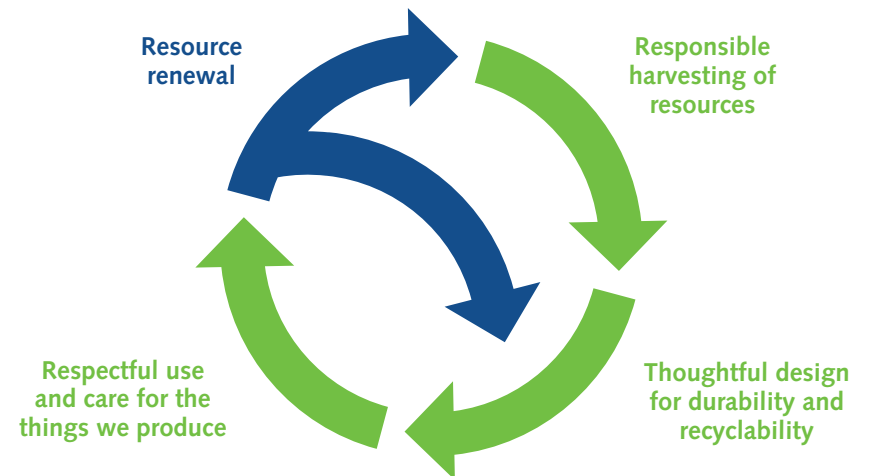 Resource
renewal
Responsible
harvesting of
resources
Thoughtful design
for durability and
recyclability
Respectful use
and care for the
things we produce